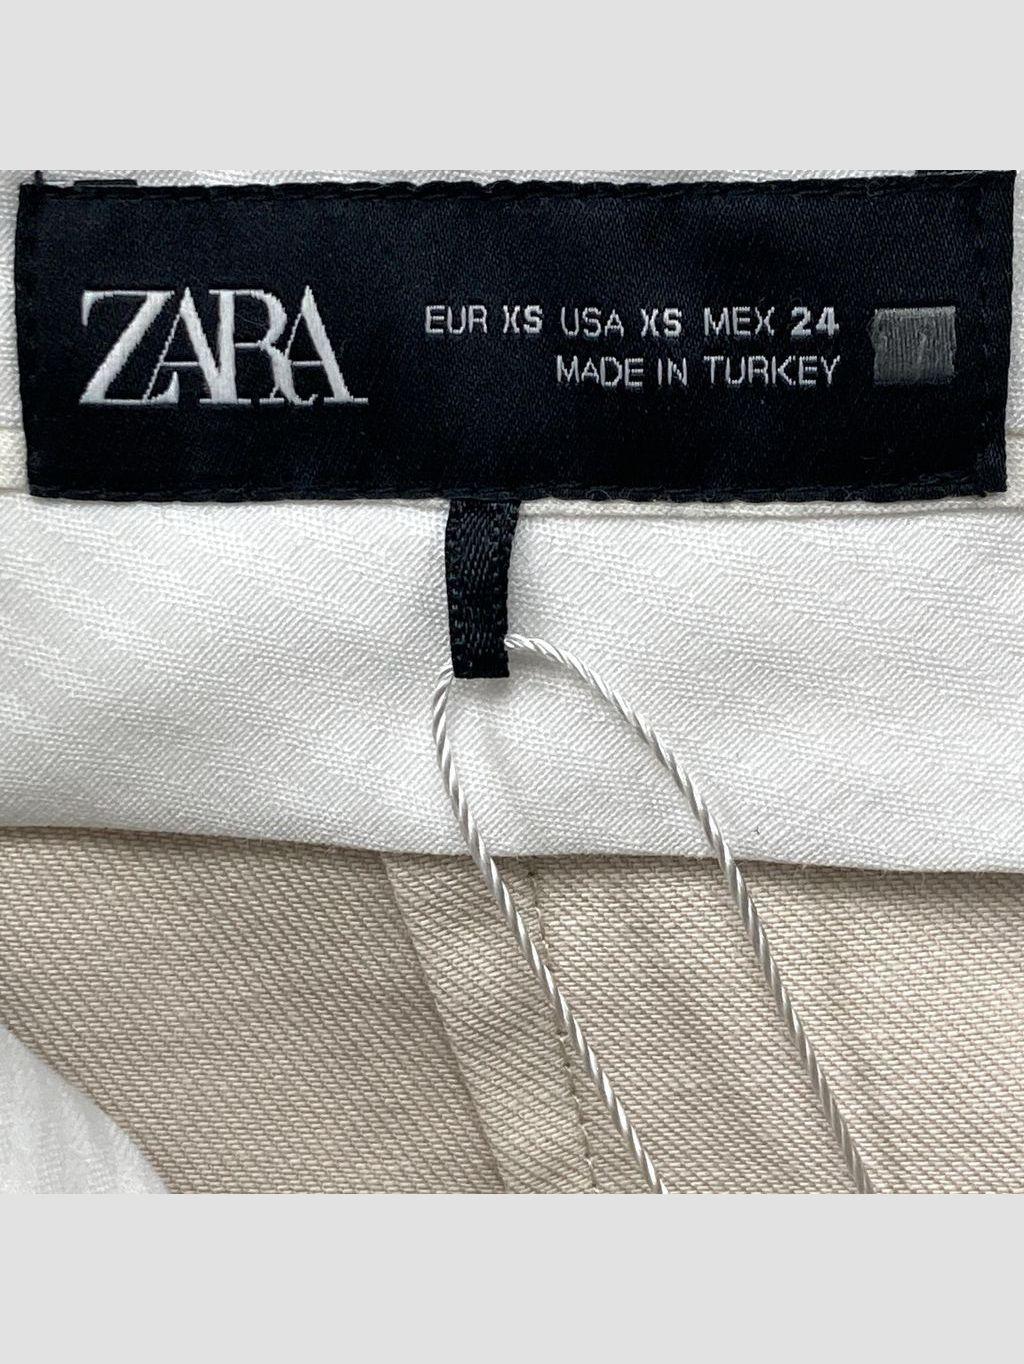 ZARA
EUR XS USA XS MEX 24
MADE IN TURKEY